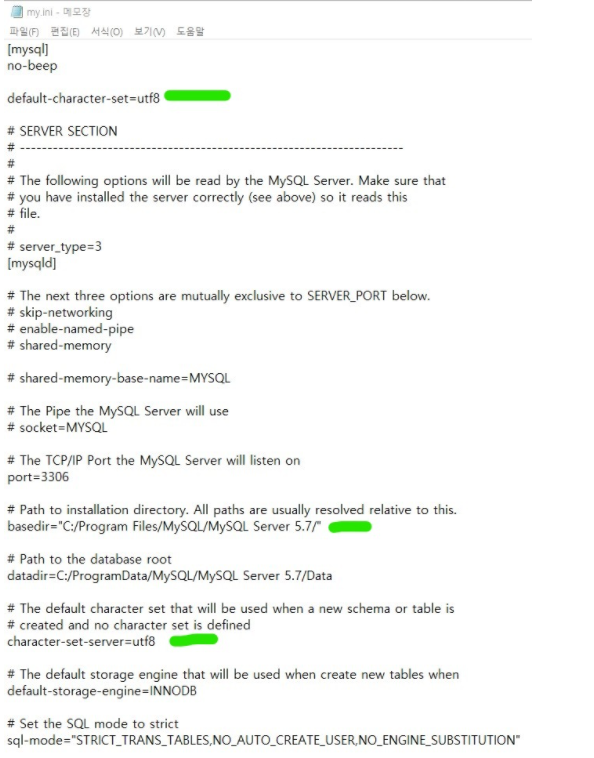 my.ini - 메모장
파일(F) 편집(E) 서식(O) 보기(V) 도움말
[mysql]
no-beep
default-character-set=utf8
# SERVER SECTION
# ----------------------------------------------------------------------
#
# The following options will be read by the MySQL Server. Make sure that
# you have installed the server correctly (see above) so it reads this
# file.
#
# server_type=3
[mysqld]
# The next three options are mutually exclusive to SERVER_PORT below.
# skip-networking
# enable-named-pipe
# shared-memory
# shared-memory-base-name=MYSQL
# The Pipe the MySQL Server will use
# socket=MYSQL
# The TCP/IP Port the MySQL Server will listen on
port=3306
# Path to installation directory. All paths are usually resolved relative to this.
basedir="C:/Program Files/MySQL/MySQL Server 5.7/"
# Path to the database root
datadir=C:/ProgramData/MySQL/MySQL Server 5.7/Data
# The default character set that will be used when a new schema or table is
# created and no character set is defined
character-set-server=utf8
# The default storage engine that will be used when create new tables when
default-storage-engine=INNODB
# Set the SQL mode to strict
sql-mode="STRICT_TRANS_TABLES,NO_AUTO_CREATE_USER,NO_ENGINE_SUBSTITUTION"